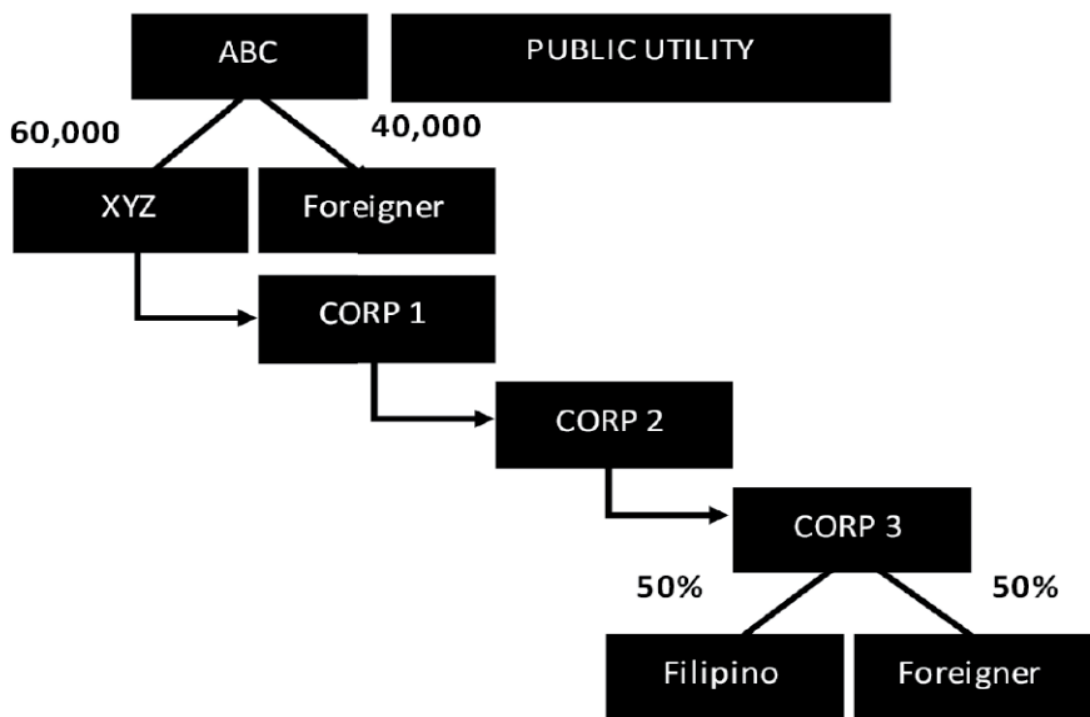 ABC
PUBLIC UTILITY
60,000
40,000
XYZ
Foreigner
CORP 1
CORP 2
CORP 3
50%
50%
Filipino
Foreigner